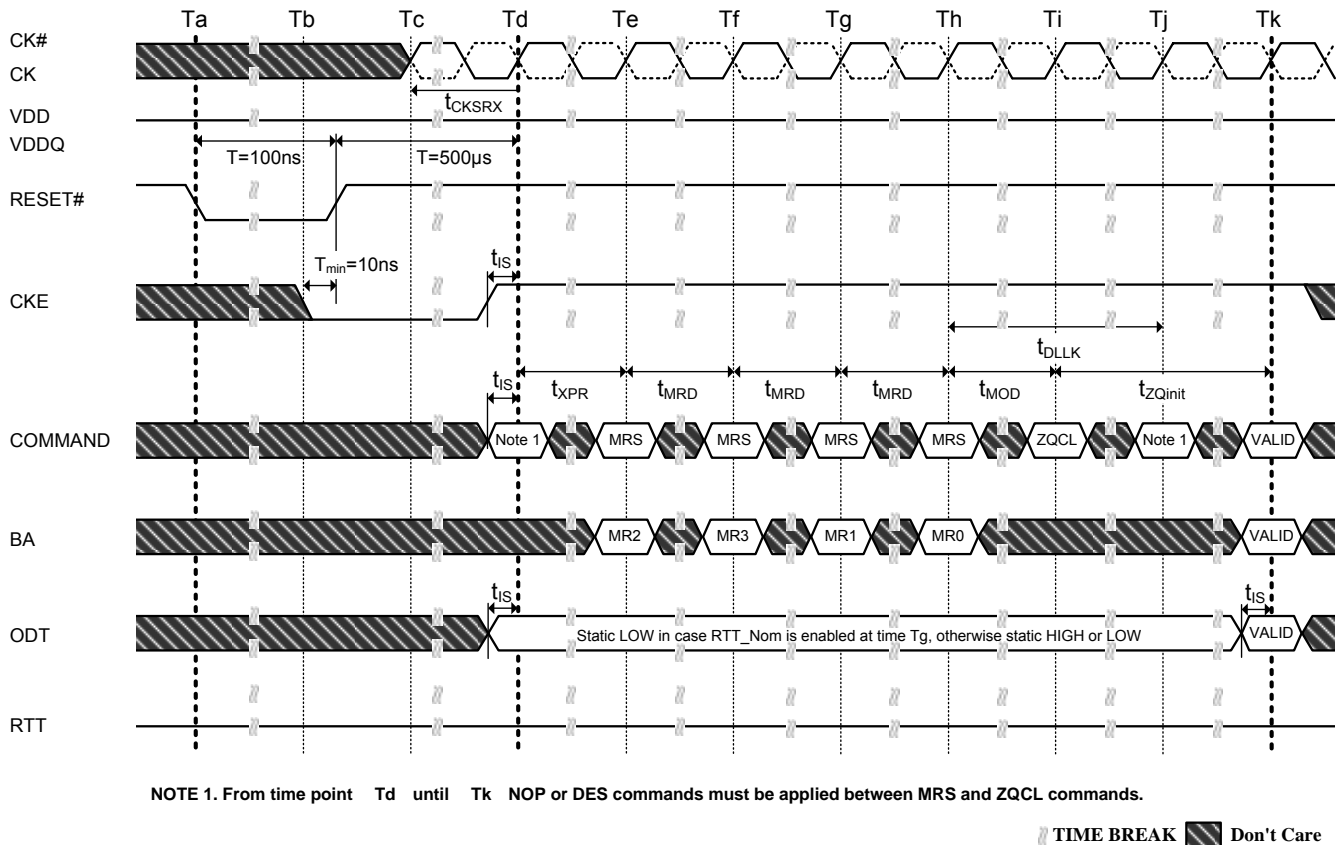 Ta Tb Tc Td Te Tf Tg Th Ti Tj Tk
CK#
CK
tCKSRX
VDD
VDDQ
T=100ns T=500µs
RESET#
Tmin=10ns tIS
CKE
tDLLK
tIS tXPR tMRD tMRD tMRD tMOD tZQinit
COMMAND Note 1 MRS MRS MRS MRS ZQCL Note 1 VALID
BA MR2 MR3 MR1 MR0 VALID
tIS tIS
ODT Static LOW in case RTT_Nom is enabled at time Tg, otherwise static HIGH or LOW VALID
RTT
NOTE 1. From time point Td until Tk NOP or DES commands must be applied between MRS and ZQCL commands.
TIME BREAK Don't Care